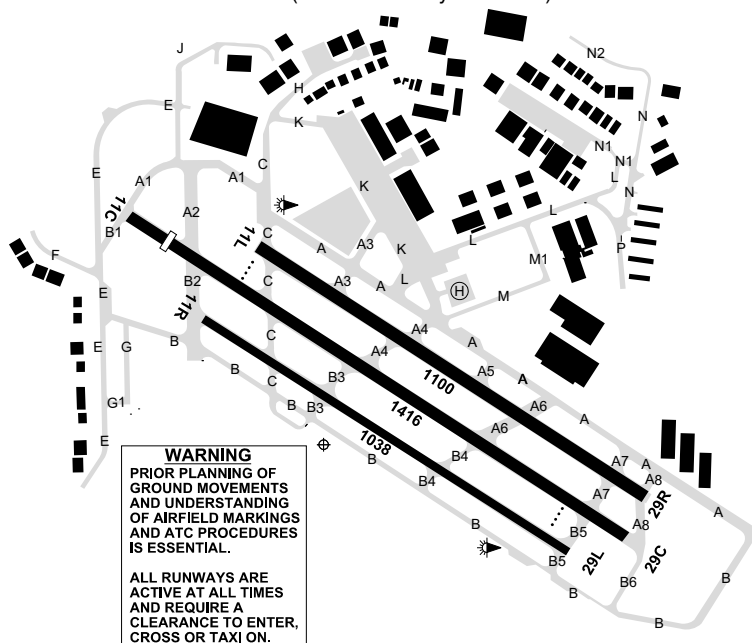 J
N2
H
E
K
N
N1
C
N1
E
A1
A1
L
K
N
11C
A2
L
B1
C
11L
A
A3
K
L
P
F
M1
C
A3
A
L
B2
H
M
E
11R
A4
C
A
B
A4
E
G
B
A5
A
B3
1100
C
A6
G1
B
B3
1416
A
A6
E
1038
B
B4
A7
A
B4
A8
A7
29R
A
B
A8
B5
B5
29L
29C
B
B6
B
B
WARNING
PRIOR PLANNING OF
GROUND MOVEMENTS
AND UNDERSTANDING
OF AIRFIELD MARKINGS
AND ATC PROCEDURES
IS ESSENTIAL.
ALL RUNWAYS ARE
ACTIVE AT ALL TIMES
AND REQUIRE A
CLEARANCE TO ENTER,
CROSS OR TAXI ON.